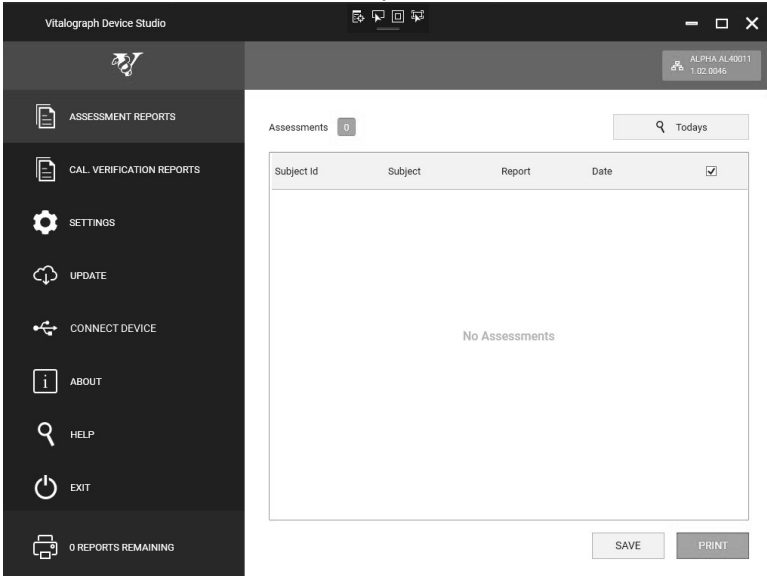 Vitalograph Device Studio
ALPHA AL40011
1.02.0046
ASSESSMENT REPORTS
CAL. VERIFICATION REPORTS
SETTINGS
UPDATE
CONNECT DEVICE
i
ABOUT
HELP
EXIT
0 REPORTS REMAINING
Assessments 0
Todays
Subject Id Subject Report Date
No Assessments
SAVE PRINT